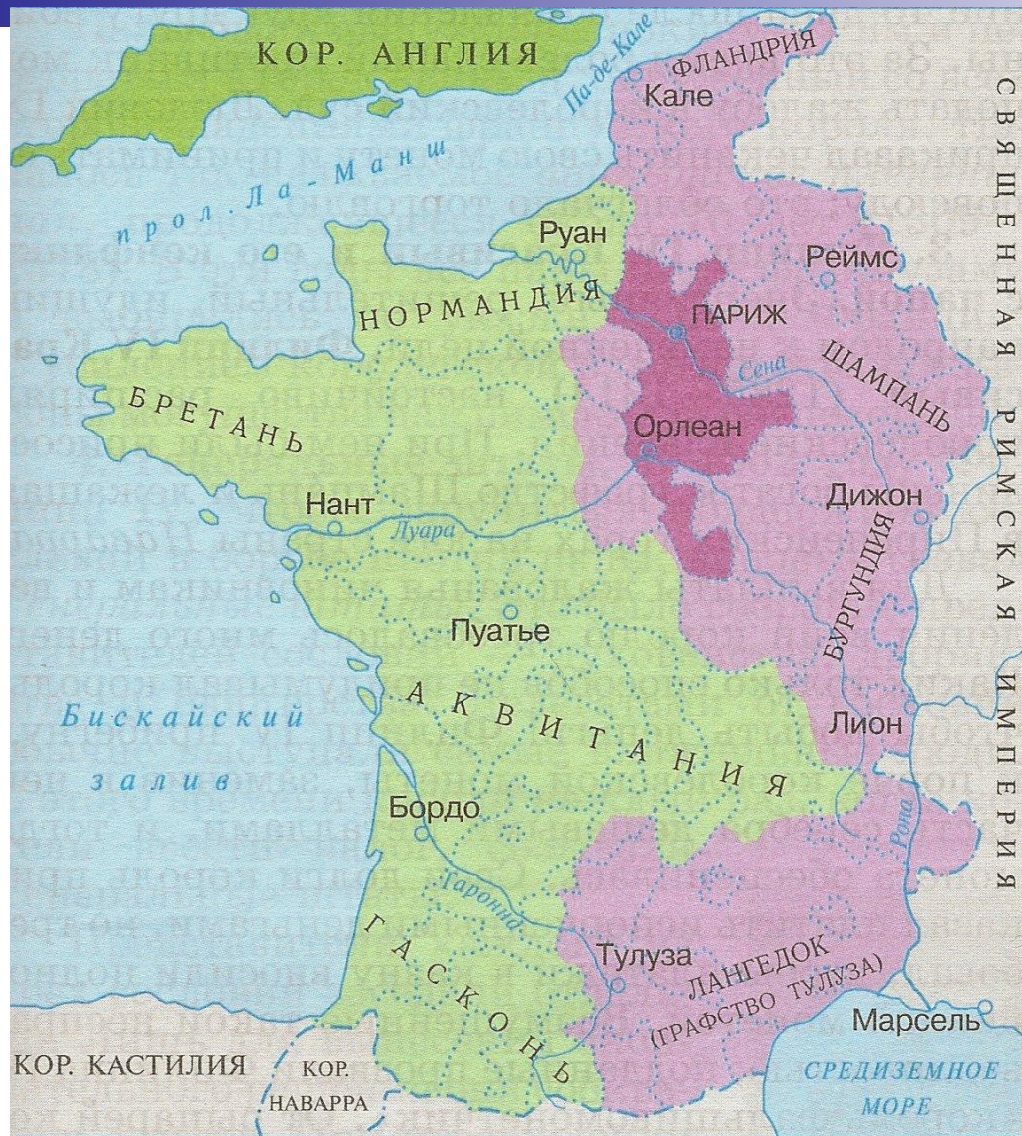 КОР. АНГЛИЯ
Па-де-Кале
ФЛАНДРИЯ
Кале
прол. Ла-Манш
СВЯЩЕННАЯ РИМСКАЯ ИМПЕРИЯ
Руан
Реймс
НОРМАНДИЯ
ПАРИЖ
Сена
ШАМПАНЬ
БРЕТАНЬ
Орлеан
Нант
Луара
Дижон
БУРГУНДИЯ
Пуатье
АКВИТАНИЯ
Бискайский
залив
Лион
Бордо
Рона
Гаронна
ГАСКОНЬ
Тулуза
ЛАНГЕДОК
(ГРАФСТВО ТУЛУЗА)
Марсель
КОР. КАСТИЛИЯ
КОР.
НАВАРРА
СРЕДИЗЕМНОЕ
МОРЕ